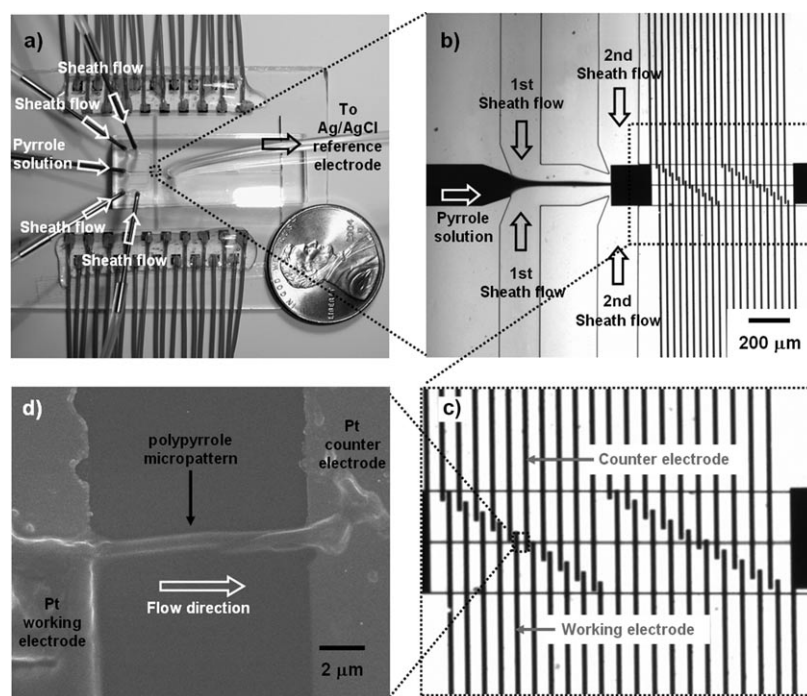 a)
Sheath flow
Sheath flow
Pyrrole
solution
Sheath flow
Sheath flow
To
Ag/AgCl
reference
electrode
2004
b)
1st
Sheath flow
2nd
Sheath flow
Pyrrole
solution
1st
Sheath flow
2nd
Sheath flow
200 μm
d)
polypyrrole
micropattern
Pt
counter
electrode
Flow direction
Pt
working
electrode
2 μm
c)
Counter electrode
Working electrode